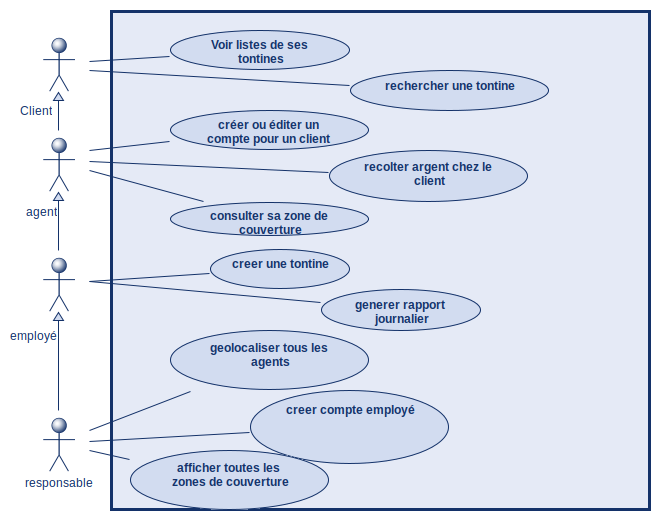 Voir listes de ses
tontines
rechercher une tontine
Client
créer ou éditer un
compte pour un client
recolter argent chez le
client
agent
consulter sa zone de
couverture
creer une tontine
generer rapport
journalier
employé
geolocaliser tous les
agents
creer compte employé
afficher toutes les
zones de couverture
responsable